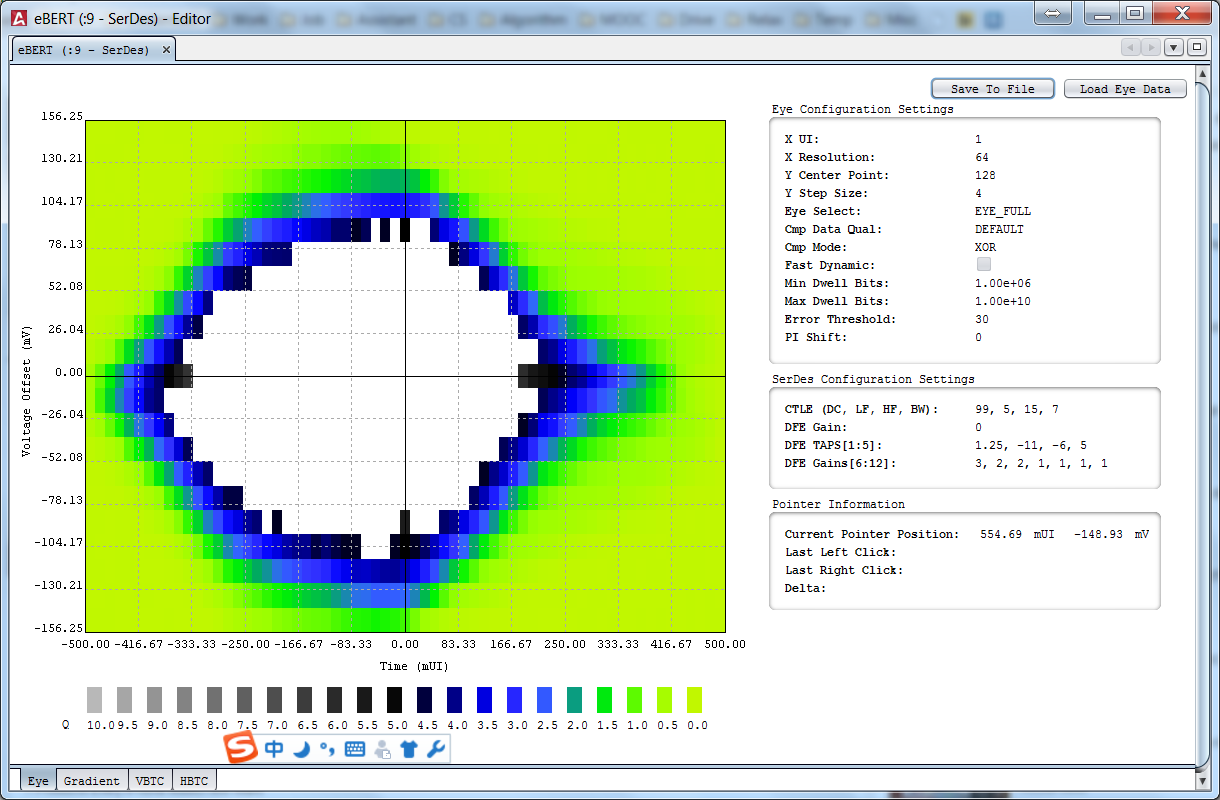 eBERT (:9 - SerDes) - Editor
Work Job Assistant CS Algorithm MOOC Drive Relax Temp
eBERT (:9 - SerDes)
Save To File Load Eye Data
Eye Configuration Settings
X UI: 1
X Resolution: 64
Y Center Point: 128
Y Step Size: 4
Eye Select: EYE_FULL
Cmp Data Qual: DEFAULT
Cmp Mode: XOR
Fast Dynamic:
Min Dwell Bits: 1.00e+06
Max Dwell Bits: 1.00e+10
Error Threshold: 30
PI Shift: 0
SerDes Configuration Settings
CTLE (DC, LF, HF, BW): 99, 5, 15, 7
DFE Gain: 0
DFE TAPS[1:5]: 1.25, -11, -6, 5
DFE Gains[6:12]: 3, 2, 2, 1, 1, 1, 1
Pointer Information
Current Pointer Position: 554.69 mUI -148.93 mV
Last Left Click:
Last Right Click:
Delta:
Voltage Offset (mV)
156.25
130.21
104.17
78.13
52.08
26.04
0.00
-26.04
-52.08
-78.13
-104.17
-130.21
-156.25
-500.00 -416.67 -333.33 -250.00 -166.67 -83.33 0.00 83.33 166.67 250.00 333.33 416.67 500.00
Time (mUI)
Q 10.0 9.5 9.0 8.5 8.0 7.5 7.0 6.5 6.0 5.5 5.0 4.5 4.0 3.5 3.0 2.5 2.0 1.5 1.0 0.5 0.0
S 中
Eye Gradient VBTC HBTC